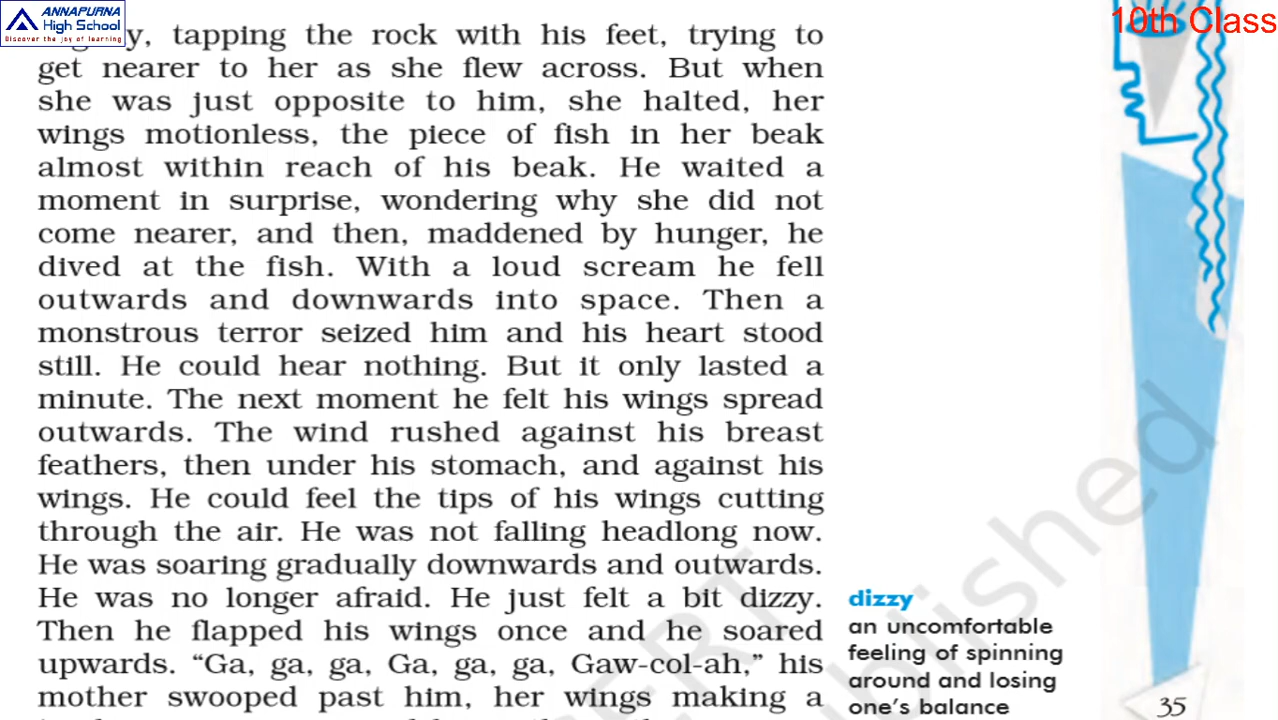 ANNAPURNA
High School
Discover the joy of learning
10th Class
tapping the rock with his feet, trying to
get nearer to her as she flew across. But when
she was just opposite to him, she halted, her
wings motionless, the piece of fish in her beak
almost within reach of his beak. He waited a
moment in surprise, wondering why she did not
come nearer, and then, maddened by hunger, he
dived at the fish. With a loud scream he fell
outwards and downwards into space. Then a
monstrous terror seized him and his heart stood
still. He could hear nothing. But it only lasted a
minute. The next moment he felt his wings spread
outwards. The wind rushed against his breast
feathers, then under his stomach, and against his
wings. He could feel the tips of his wings cutting
through the air. He was not falling headlong now.
He was soaring gradually downwards and outwards.
He was no longer afraid. He just felt a bit dizzy.
Then he flapped his wings once and he soared
upwards. “Ga, ga, ga, Ga, ga, ga, Gaw-col-ah,” his
mother swooped past him, her wings making a
dizzy
an uncomfortable
feeling of spinning
around and losing
one’s balance
35